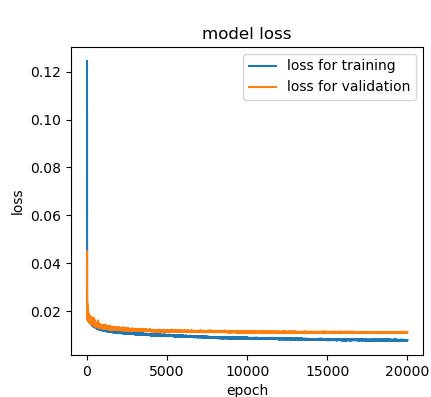 model loss
loss for training
loss for validation
0.12
0.10
0.08
0.06
0.04
0.02
loss
0
5000
10000
15000
20000
epoch